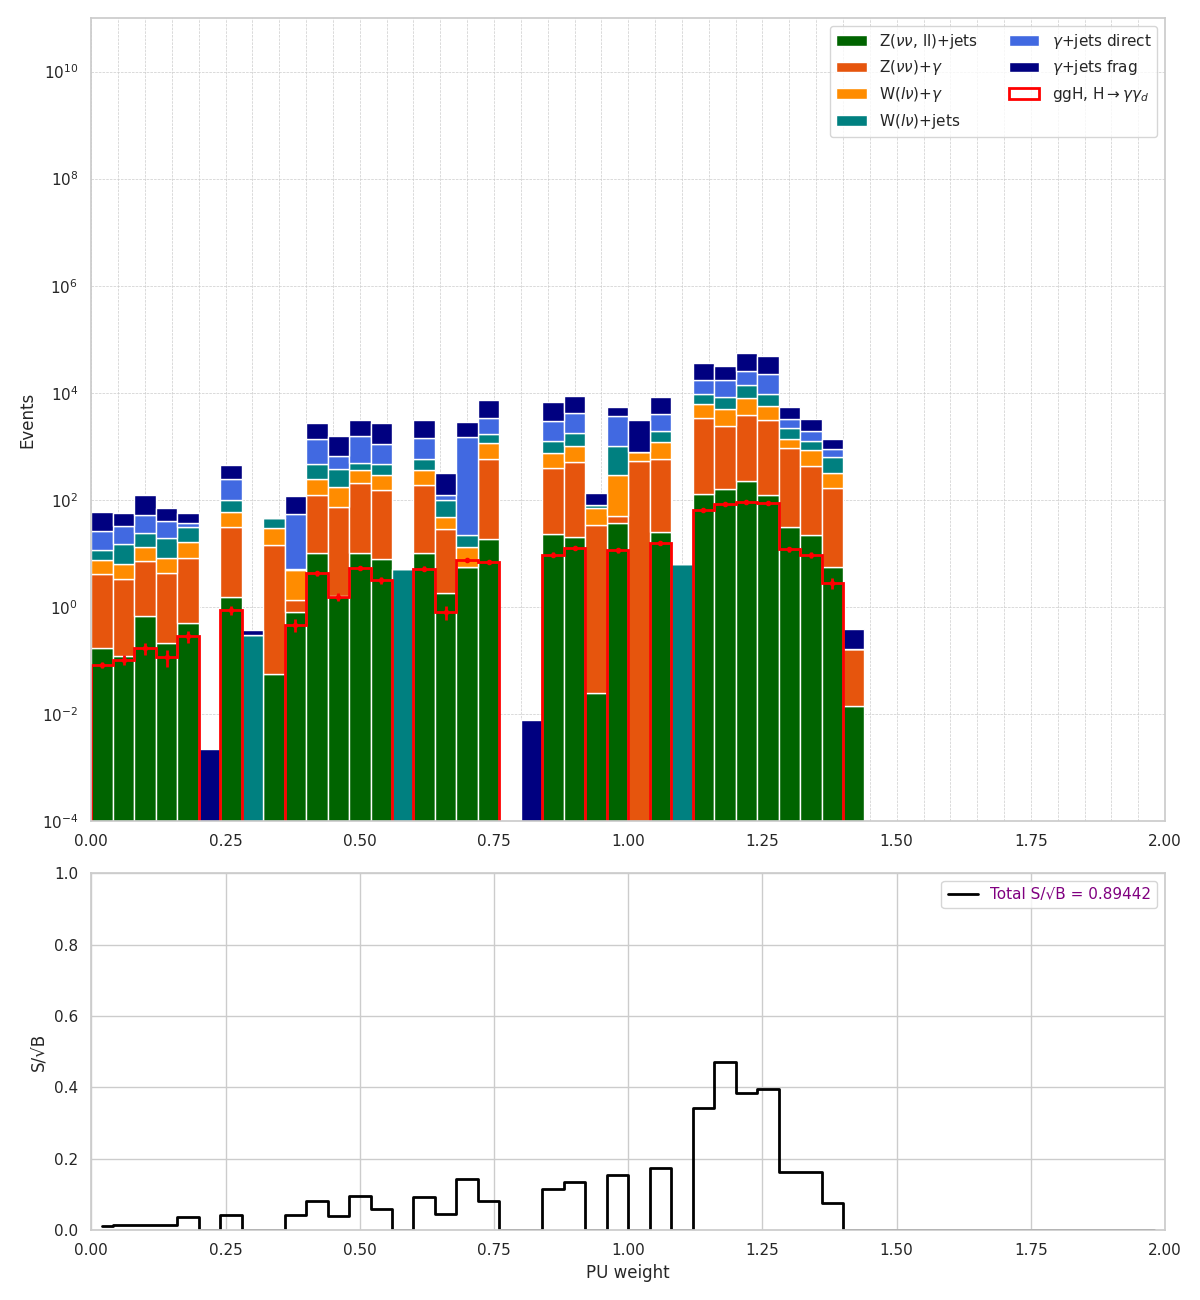 Z(νν, ll)+jets
Z(νν)+γ
W(lν)+γ
W(lν)+jets
γ+jets direct
γ+jets frag
ggH, H→γγ_d
Events
10^10
10^8
10^6
10^4
10^2
10^0
10^−2
10^−4
0.00 0.25 0.50 0.75 1.00 1.25 1.50 1.75 2.00
Total S/√B = 0.89442
S/√B
1.0
0.8
0.6
0.4
0.2
0.0
0.00 0.25 0.50 0.75 1.00 1.25 1.50 1.75 2.00
PU weight